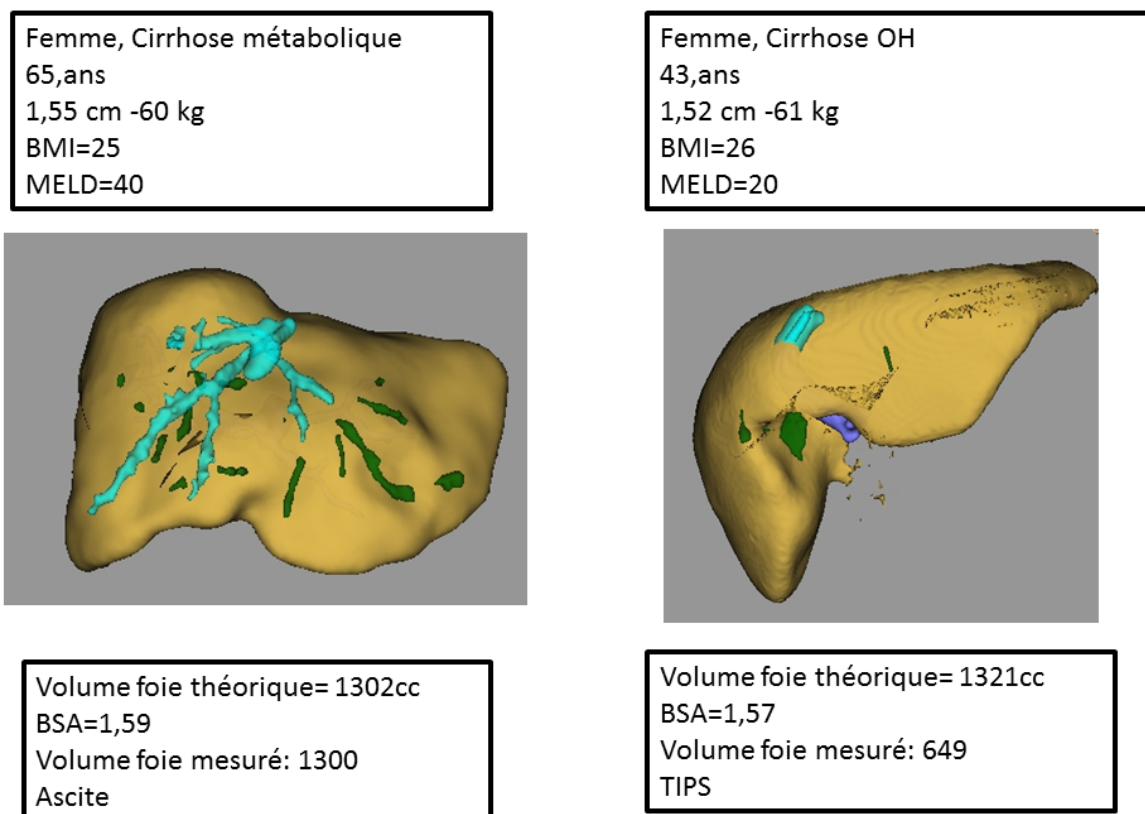 Femme, Cirrhose métabolique
65,ans
1,55 cm -60 kg
BMI=25
MELD=40
Femme, Cirrhose OH
43,ans
1,52 cm -61 kg
BMI=26
MELD=20
Volume foie théorique= 1302cc
BSA=1,59
Volume foie mesuré: 1300
Ascite
Volume foie théorique= 1321cc
BSA=1,57
Volume foie mesuré: 649
TIPS